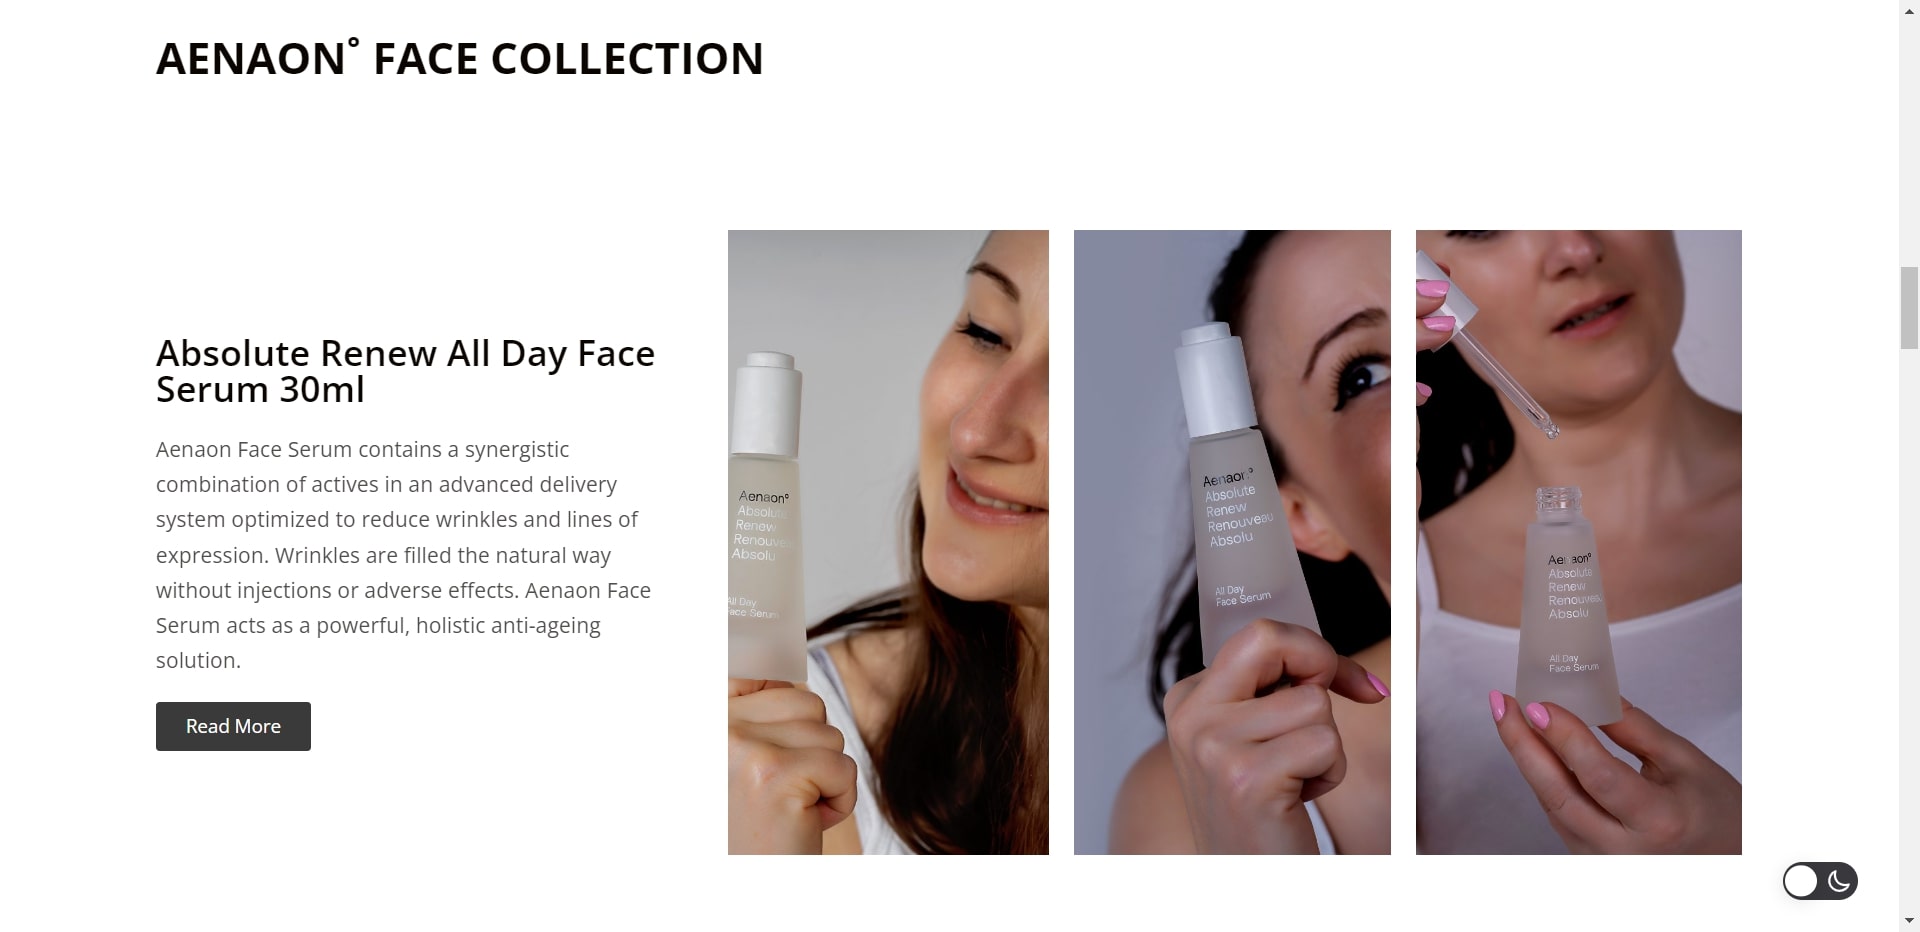 AENAON° FACE COLLECTION
Absolute Renew All Day Face
Serum 30ml
Aenaon Face Serum contains a synergistic
combination of actives in an advanced delivery
system optimized to reduce wrinkles and lines of
expression. Wrinkles are filled the natural way
without injections or adverse effects. Aenaon Face
Serum acts as a powerful, holistic anti-ageing
solution.
Read More
Aenaon°
Absolute
Renew
Renouveau
Absolu
All Day
Face Serum
Aenaon°
Absolute
Renew
Renouveau
Absolu
All Day
Face Serum
Aenaon°
Absolute
Renew
Renouveau
Absolu
All Day
Face Serum